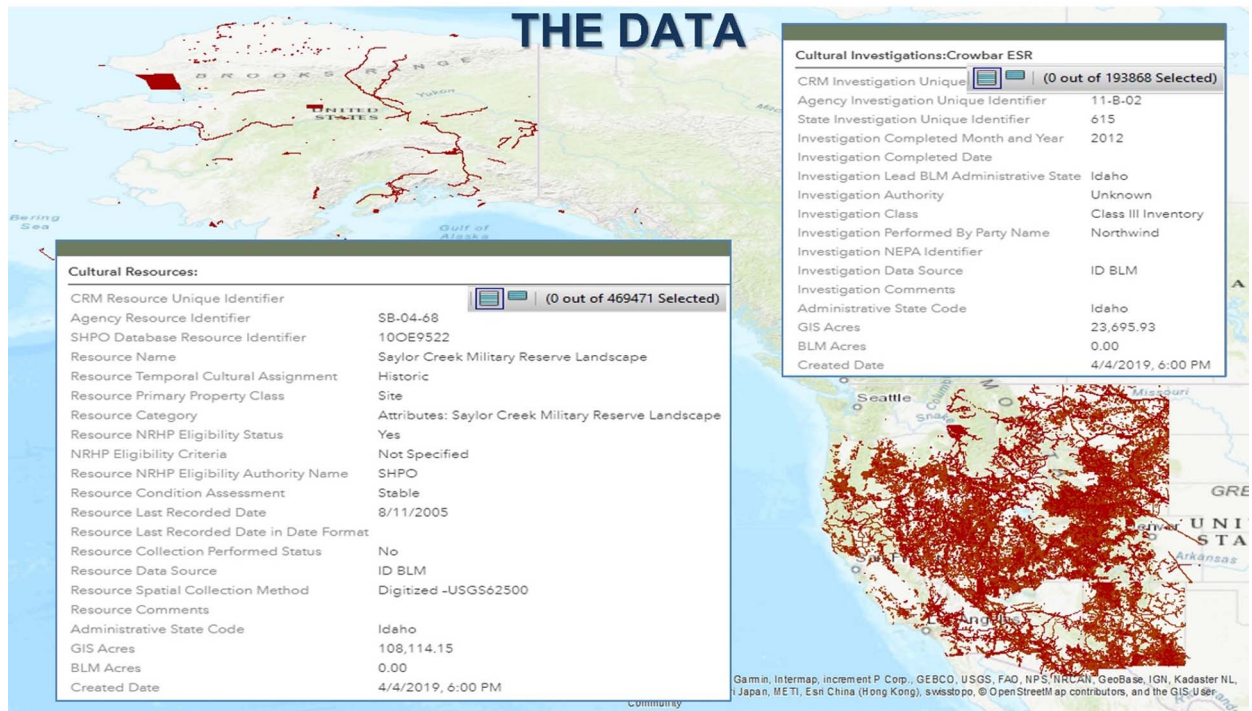 THE DATA
BROOKS RANGE
Yukon
UNITED
STATES
Bering
Sea
Gulf of
Alaska
Cultural Investigations:Crowbar ESR
CRM Investigation Unique
(0 out of 193868 Selected)
Agency Investigation Unique Identifier 11-B-02
State Investigation Unique Identifier 615
Investigation Completed Month and Year 2012
Investigation Completed Date
Investigation Lead BLM Administrative State Idaho
Investigation Authority Unknown
Investigation Class Class III Inventory
Investigation Performed By Party Name Northwind
Investigation NEPA Identifier
Investigation Data Source ID BLM
Investigation Comments
Administrative State Code Idaho
GIS Acres 23,695.93
BLM Acres 0.00
Created Date 4/4/2019, 6:00 PM
Cultural Resources:
CRM Resource Unique Identifier
(0 out of 469471 Selected)
Agency Resource Identifier SB-04-68
SHPO Database Resource Identifier 10OE9522
Resource Name Saylor Creek Military Reserve Landscape
Resource Temporal Cultural Assignment Historic
Resource Primary Property Class Site
Resource Category Attributes: Saylor Creek Military Reserve Landscape
Resource NRHP Eligibility Status Yes
NRHP Eligibility Criteria Not Specified
Resource NRHP Eligibility Authority Name SHPO
Resource Condition Assessment Stable
Resource Last Recorded Date 8/11/2005
Resource Last Recorded Date in Date Format
Resource Collection Performed Status No
Resource Data Source ID BLM
Resource Spatial Collection Method Digitized -USGS62500
Resource Comments
Administrative State Code Idaho
GIS Acres 108,114.15
BLM Acres 0.00
Created Date 4/4/2019, 6:00 PM
Seattle
Snake
Missouri
GRE
UNI
STA
Arkansas
Garmin, Intermap, increment P Corp., GEBCO, USGS, FAO, NPS, NRCAN, GeoBase, IGN, Kadaster NL,
Japan, METI, Esri China (Hong Kong), swisstopo, © OpenStreetMap contributors, and the GIS User
Community